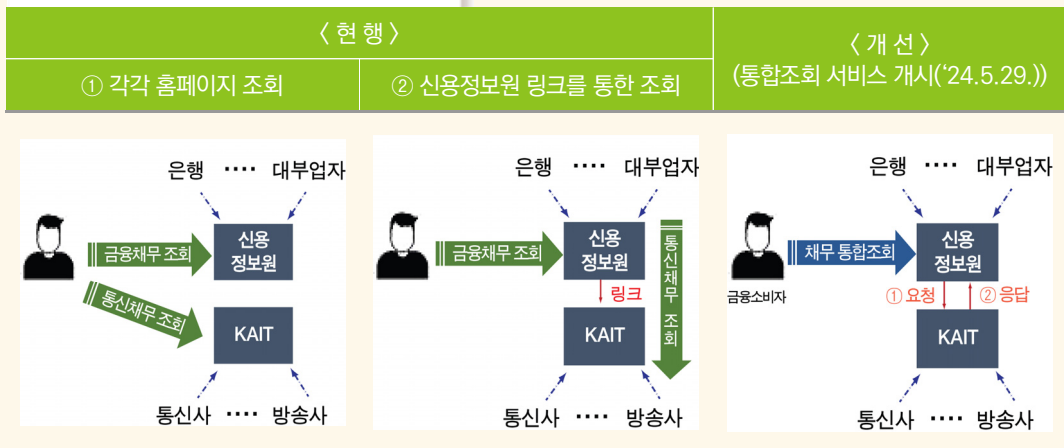 〈 현 행 〉
① 각각 홈페이지 조회
② 신용정보원 링크를 통한 조회
〈 개 선 〉
(통합조회 서비스 개시(‘24.5.29.))
은행 ···· 대부업자
금융채무 조회
신용
정보원
통신채무 조회
KAIT
통신사 ···· 방송사
은행 ···· 대부업자
금융채무 조회
신용
정보원
링크
통신채무 조회
KAIT
통신사 ···· 방송사
은행 ···· 대부업자
금융소비자
채무 통합조회
신용
정보원
① 요청
② 응답
KAIT
통신사 ···· 방송사